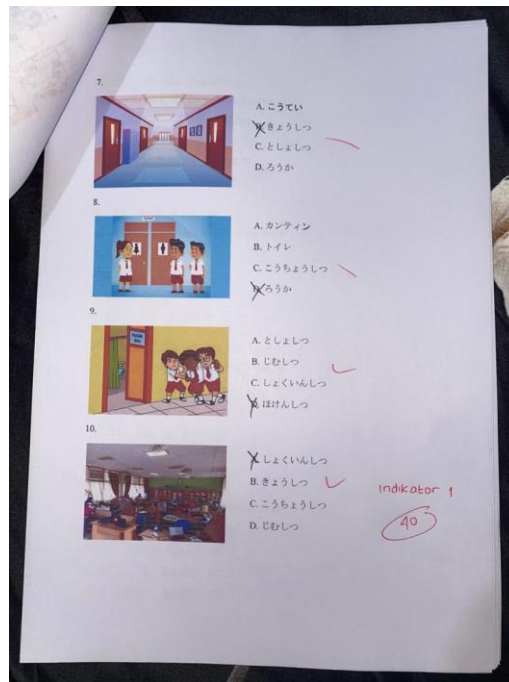 7.
A. こうてい
B. きょうしつ
C. としょしつ
D. ろうか
8.
A. カンティン
B. トイレ
C. こうちょうしつ
D. ろうか
9.
A. としょしつ
B. じむしつ
C. しょくいんしつ
D. ほけんしつ
10.
A. しょくいんしつ
B. きょうしつ
C. こうちょうしつ
D. じむしつ
Indikator 1
40